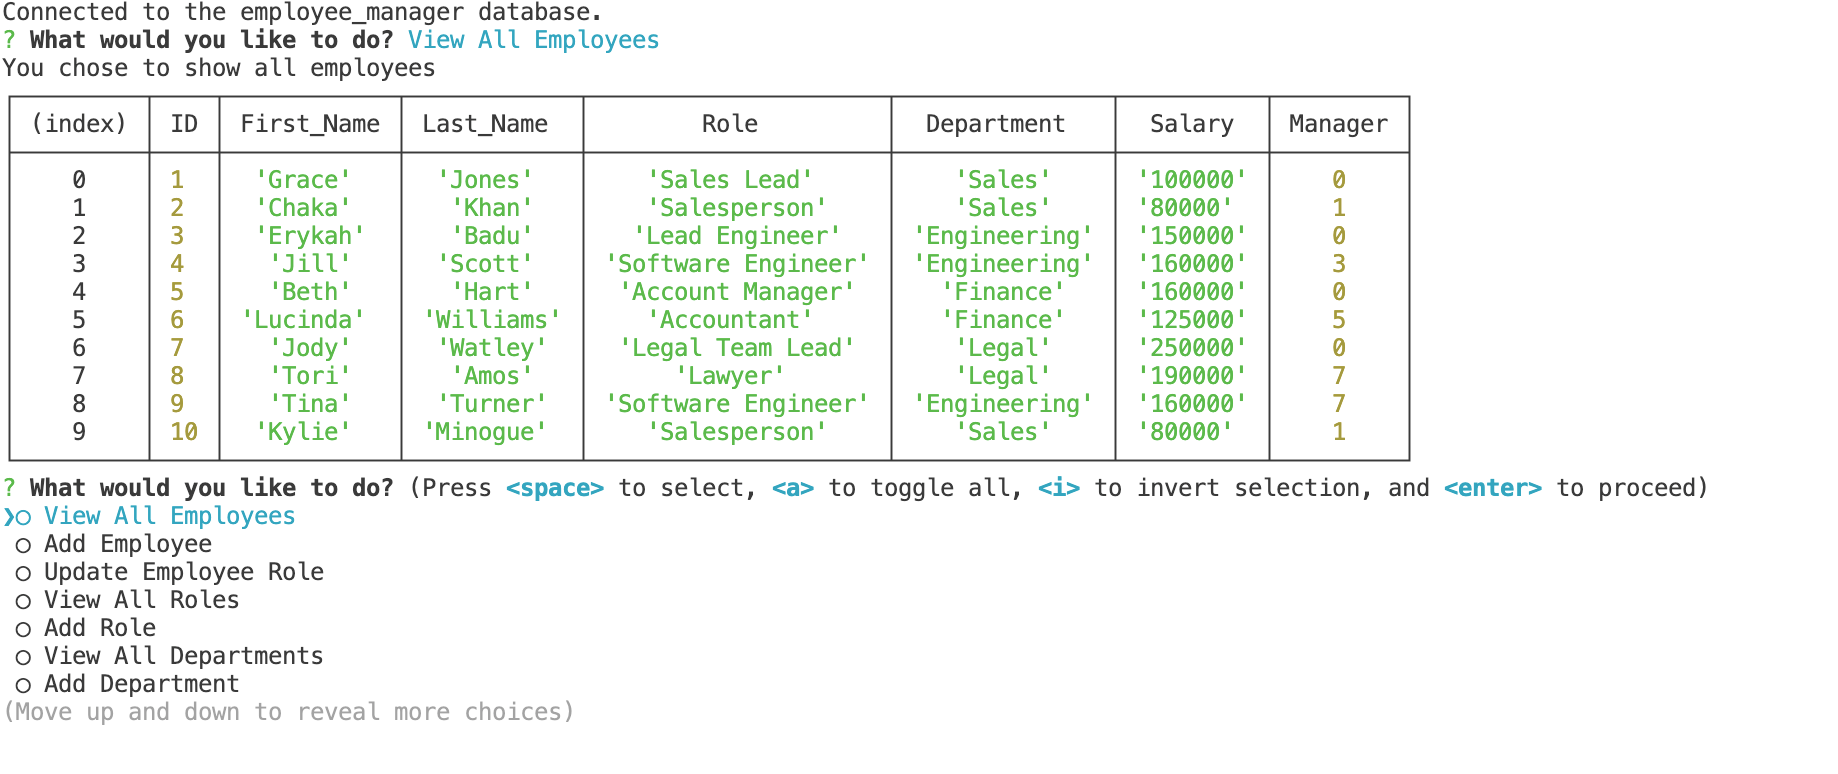 Connected to the employee_manager database.
? What would you like to do? View All Employees
You chose to show all employees
(index) ID First_Name Last_Name Role Department Salary Manager
0 1 'Grace' 'Jones' 'Sales Lead' 'Sales' '100000' 0
1 2 'Chaka' 'Khan' 'Salesperson' 'Sales' '80000' 1
2 3 'Erykah' 'Badu' 'Lead Engineer' 'Engineering' '150000' 0
3 4 'Jill' 'Scott' 'Software Engineer' 'Engineering' '160000' 3
4 5 'Beth' 'Hart' 'Account Manager' 'Finance' '160000' 0
5 6 'Lucinda' 'Williams' 'Accountant' 'Finance' '125000' 5
6 7 'Jody' 'Watley' 'Legal Team Lead' 'Legal' '250000' 0
7 8 'Tori' 'Amos' 'Lawyer' 'Legal' '190000' 7
8 9 'Tina' 'Turner' 'Software Engineer' 'Engineering' '160000' 7
9 10 'Kylie' 'Minogue' 'Salesperson' 'Sales' '80000' 1
? What would you like to do? (Press <space> to select, <a> to toggle all, <i> to invert selection, and <enter> to proceed)
❯◯ View All Employees
◯ Add Employee
◯ Update Employee Role
◯ View All Roles
◯ Add Role
◯ View All Departments
◯ Add Department
(Move up and down to reveal more choices)